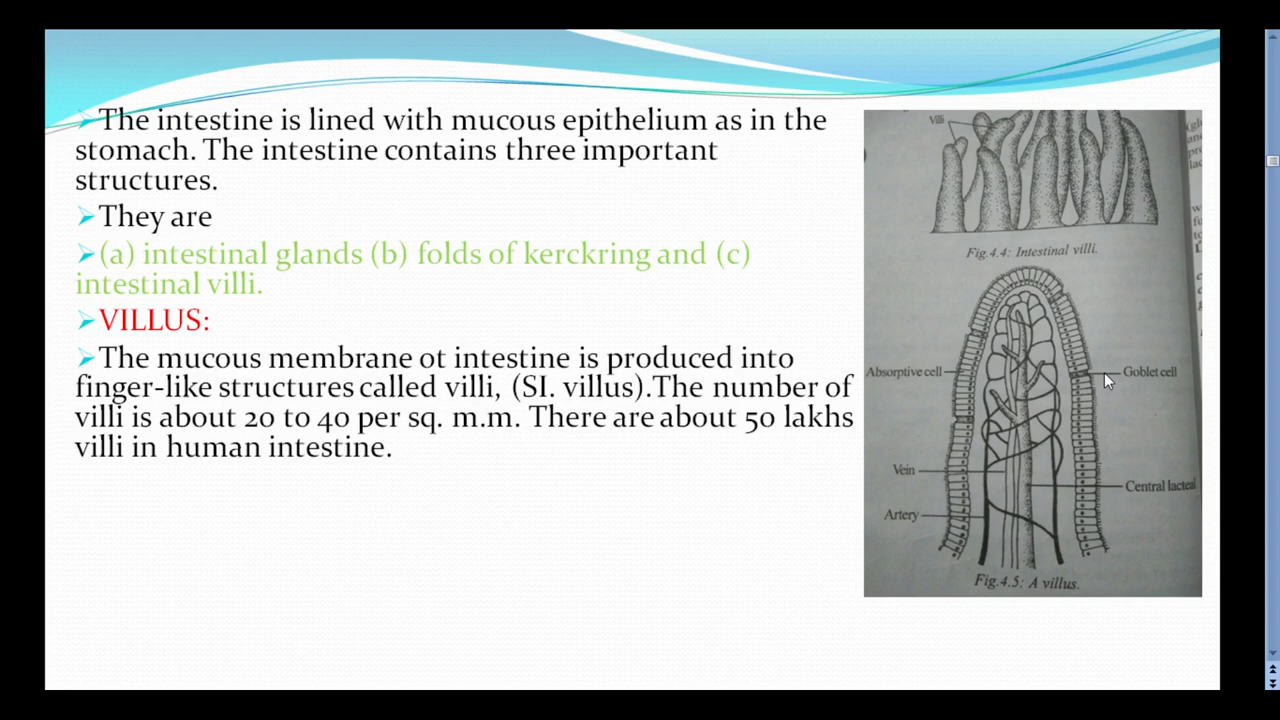 The intestine is lined with mucous epithelium as in the
stomach. The intestine contains three important
structures.
They are
(a) intestinal glands (b) folds of kerckring and (c)
intestinal villi.
VILLUS:
The mucous membrane ot intestine is produced into
finger-like structures called villi, (SI. villus).The number of
villi is about 20 to 40 per sq. m.m. There are about 50 lakhs
villi in human intestine.
Villi
Fig.4.4: Intestinal villi.
Absorptive cell
Goblet cell
Vein
Central lacteal
Artery
Fig.4.5: A villus.